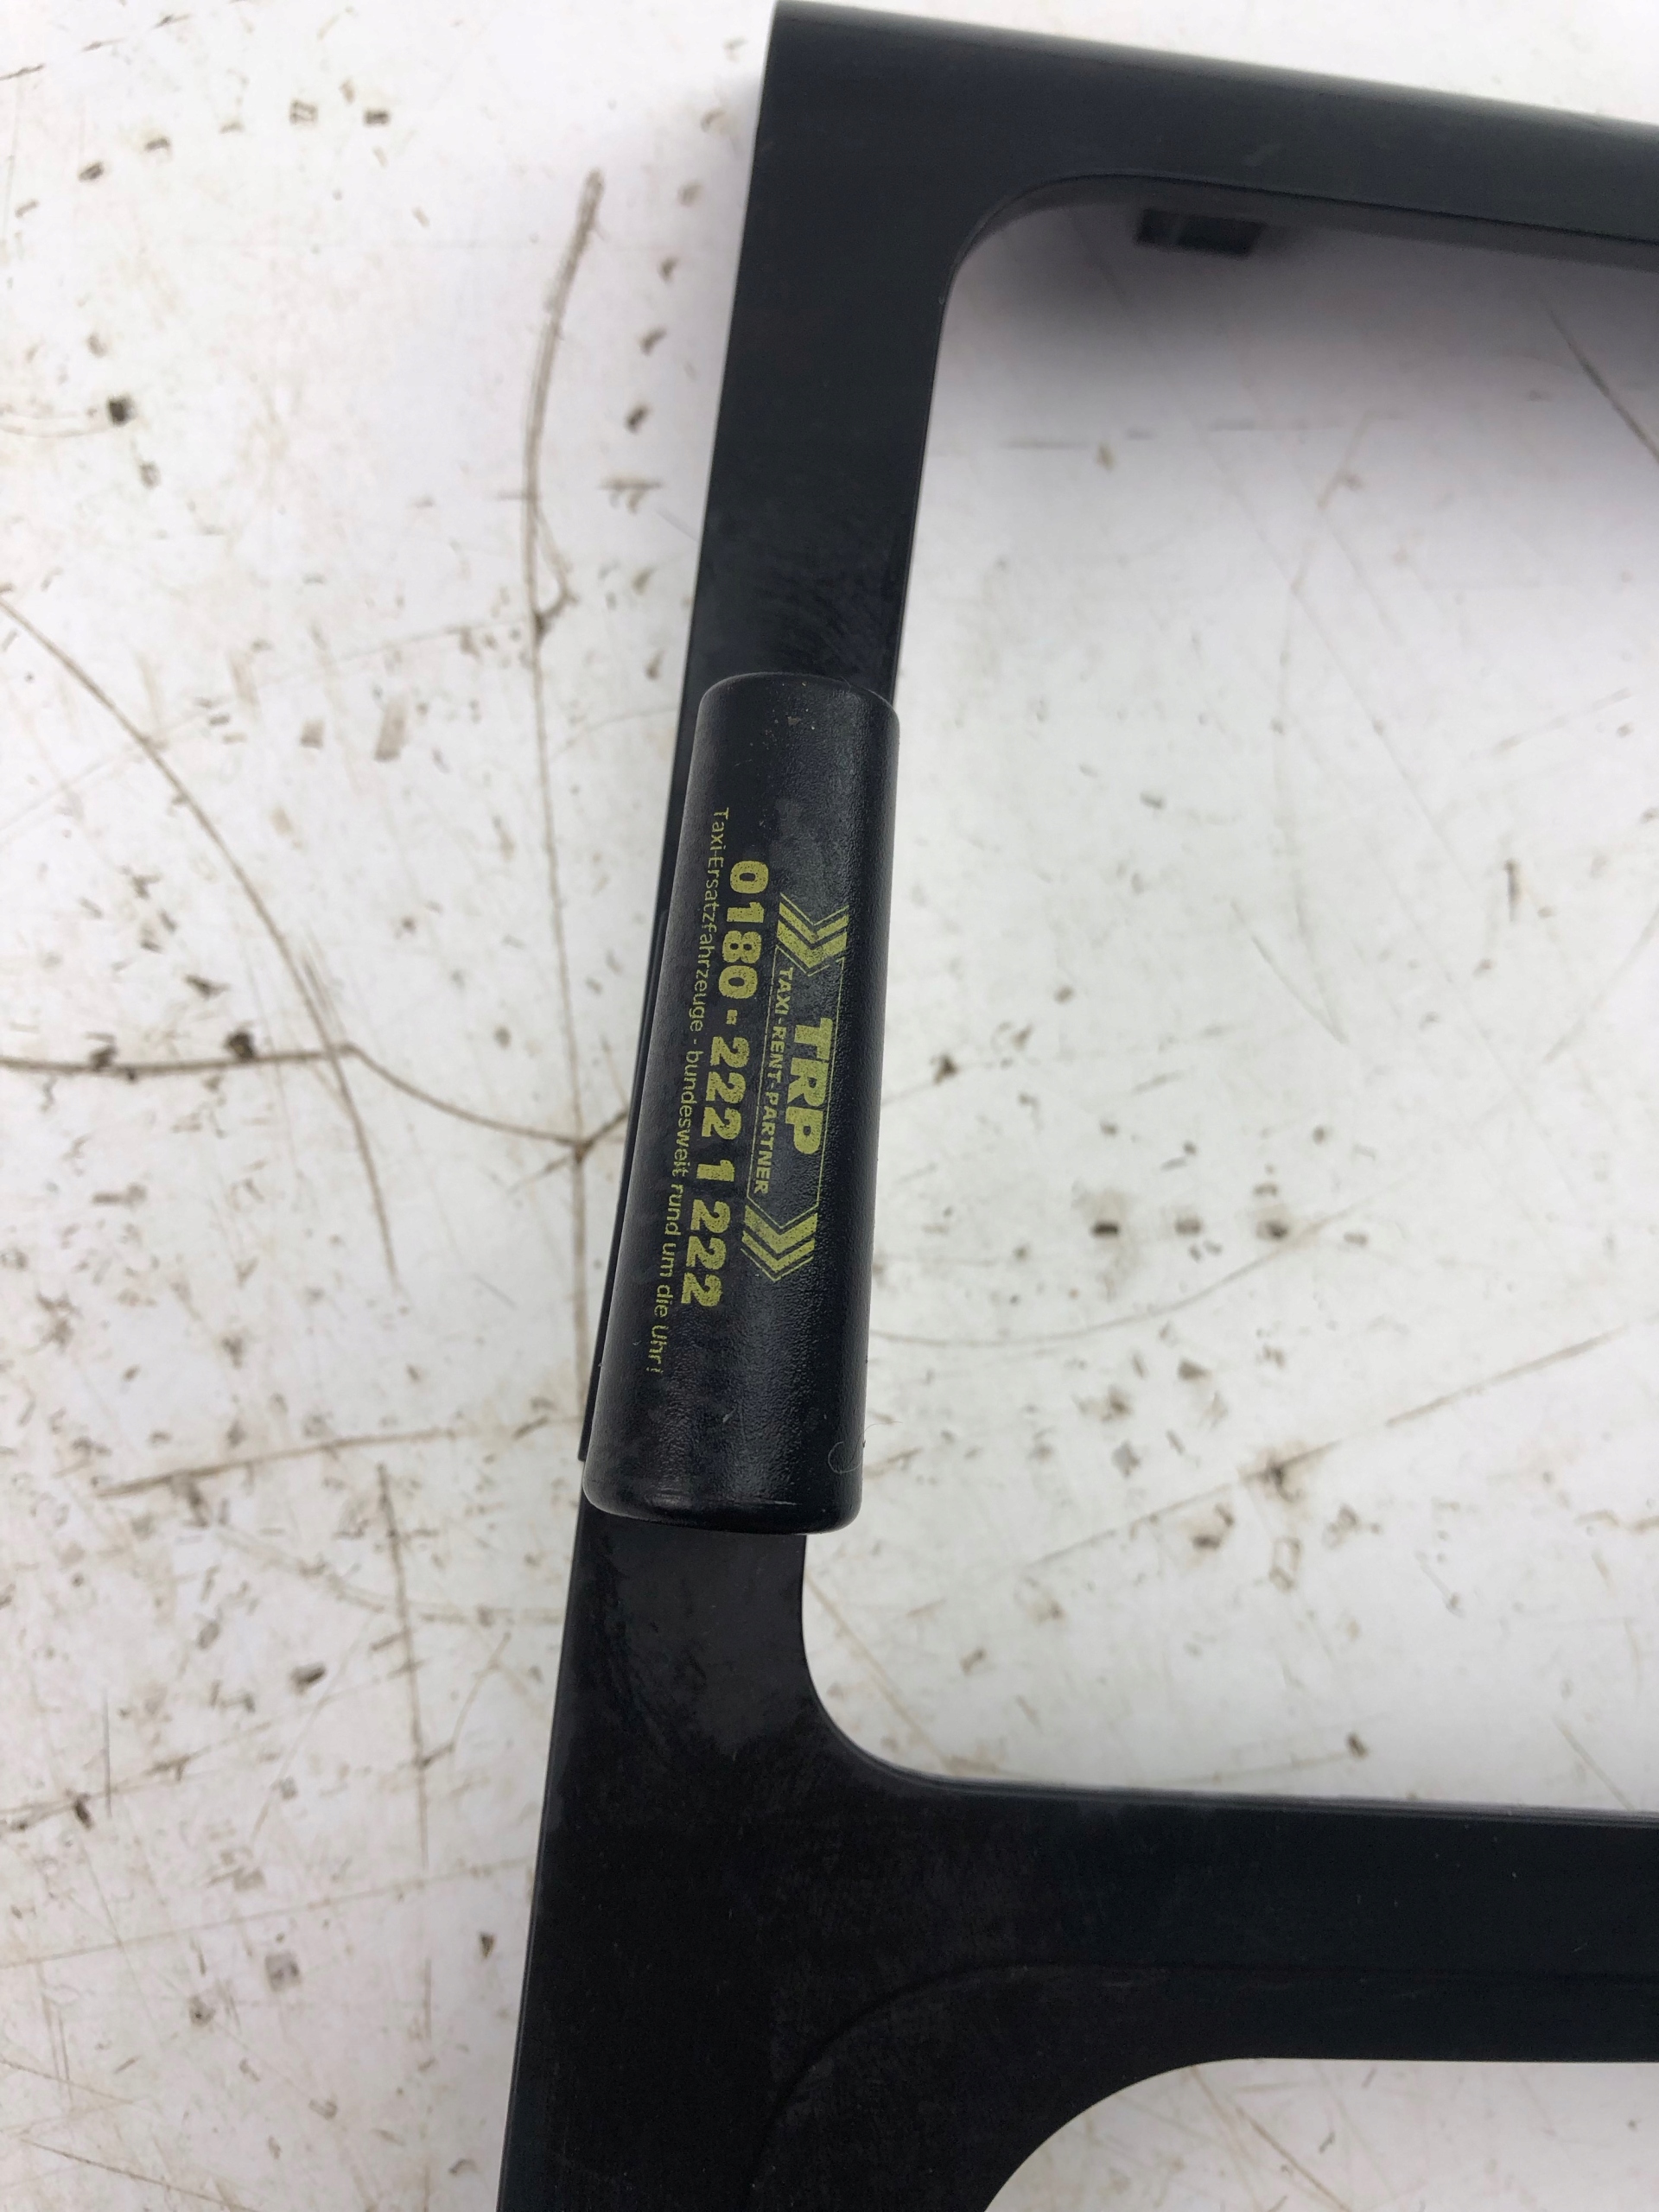 TRP
TAXI-RENT-PARTNER
0180-222 1 222
Taxi-Ersatzfahrzeuge - bundesweit rund um die Uhr!